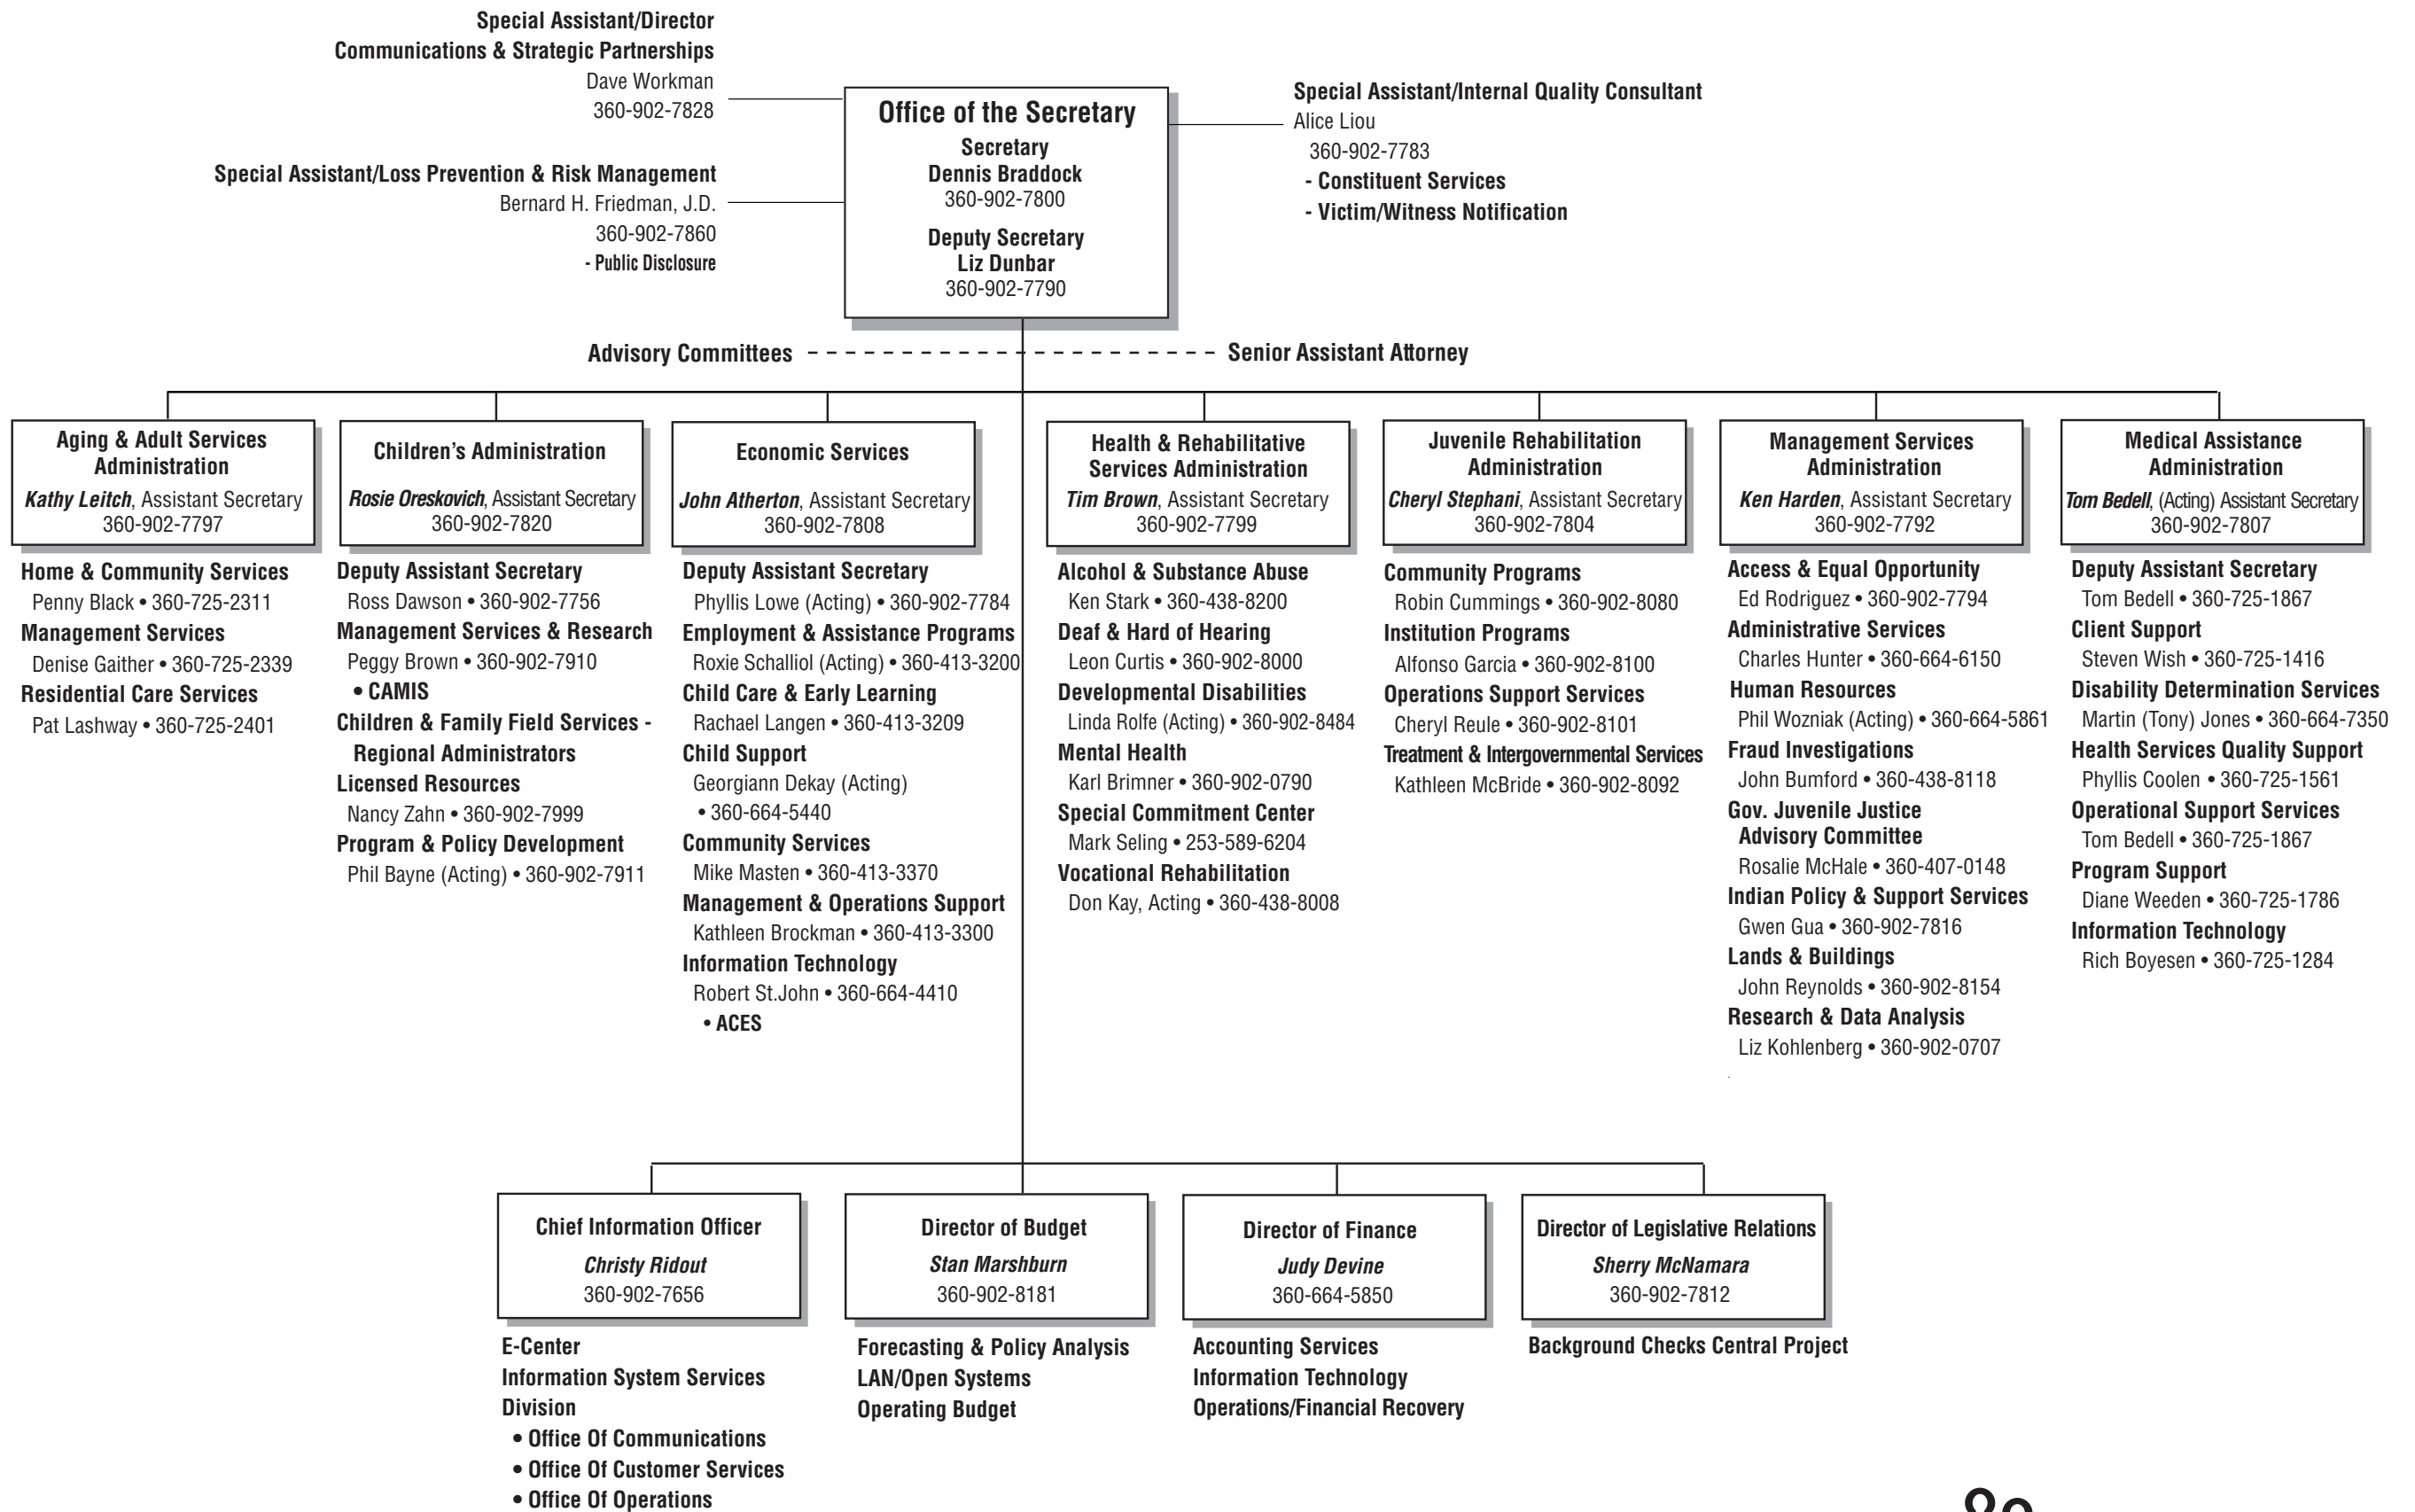 Special Assistant/Director
Communications & Strategic Partnerships
Dave Workman
360-902-7828
Special Assistant/Loss Prevention & Risk Management
Bernard H. Friedman, J.D.
360-902-7860
- Public Disclosure
Office of the Secretary
Secretary
Dennis Braddock
360-902-7800
Deputy Secretary
Liz Dunbar
360-902-7790
Special Assistant/Internal Quality Consultant
Alice Liou
360-902-7783
- Constituent Services
- Victim/Witness Notification
Advisory Committees
Senior Assistant Attorney
Aging & Adult Services
Administration
Kathy Leitch, Assistant Secretary
360-902-7797
Home & Community Services
Penny Black • 360-725-2311
Management Services
Denise Gaither • 360-725-2339
Residential Care Services
Pat Lashway • 360-725-2401
Children's Administration
Rosie Oreskovich, Assistant Secretary
360-902-7820
Deputy Assistant Secretary
Ross Dawson • 360-902-7756
Management Services & Research
Peggy Brown • 360-902-7910
• CAMIS
Children & Family Field Services -
Regional Administrators
Licensed Resources
Nancy Zahn • 360-902-7999
Program & Policy Development
Phil Bayne (Acting) • 360-902-7911
Economic Services
John Atherton, Assistant Secretary
360-902-7808
Deputy Assistant Secretary
Phyllis Lowe (Acting) • 360-902-7784
Employment & Assistance Programs
Roxie Schalliol (Acting) • 360-413-3200
Child Care & Early Learning
Rachael Langen • 360-413-3209
Child Support
Georgiann Dekay (Acting)
• 360-664-5440
Community Services
Mike Masten • 360-413-3370
Management & Operations Support
Kathleen Brockman • 360-413-3300
Information Technology
Robert St.John • 360-664-4410
• ACES
Health & Rehabilitative
Services Administration
Tim Brown, Assistant Secretary
360-902-7799
Alcohol & Substance Abuse
Ken Stark • 360-438-8200
Deaf & Hard of Hearing
Leon Curtis • 360-902-8000
Developmental Disabilities
Linda Rolfe (Acting) • 360-902-8484
Mental Health
Karl Brimner • 360-902-0790
Special Commitment Center
Mark Seling • 253-589-6204
Vocational Rehabilitation
Don Kay, Acting • 360-438-8008
Juvenile Rehabilitation
Administration
Cheryl Stephani, Assistant Secretary
360-902-7804
Community Programs
Robin Cummings • 360-902-8080
Institution Programs
Alfonso Garcia • 360-902-8100
Operations Support Services
Cheryl Reule • 360-902-8101
Treatment & Intergovernmental Services
Kathleen McBride • 360-902-8092
Management Services
Administration
Ken Harden, Assistant Secretary
360-902-7792
Access & Equal Opportunity
Ed Rodriguez • 360-902-7794
Administrative Services
Charles Hunter • 360-664-6150
Human Resources
Phil Wozniak (Acting) • 360-664-5861
Fraud Investigations
John Bumford • 360-438-8118
Gov. Juvenile Justice
Advisory Committee
Rosalie McHale • 360-407-0148
Indian Policy & Support Services
Gwen Gua • 360-902-7816
Lands & Buildings
John Reynolds • 360-902-8154
Research & Data Analysis
Liz Kohlenberg • 360-902-0707
Medical Assistance
Administration
Tom Bedell, (Acting) Assistant Secretary
360-902-7807
Deputy Assistant Secretary
Tom Bedell • 360-725-1867
Client Support
Steven Wish • 360-725-1416
Disability Determination Services
Martin (Tony) Jones • 360-664-7350
Health Services Quality Support
Phyllis Coolen • 360-725-1561
Operational Support Services
Tom Bedell • 360-725-1867
Program Support
Diane Weeden • 360-725-1786
Information Technology
Rich Boyesen • 360-725-1284
Chief Information Officer
Christy Ridout
360-902-7656
E-Center
Information System Services
Division
• Office Of Communications
• Office Of Customer Services
• Office Of Operations
Director of Budget
Stan Marshburn
360-902-8181
Forecasting & Policy Analysis
LAN/Open Systems
Operating Budget
Director of Finance
Judy Devine
360-664-5850
Accounting Services
Information Technology
Operations/Financial Recovery
Director of Legislative Relations
Sherry McNamara
360-902-7812
Background Checks Central Project